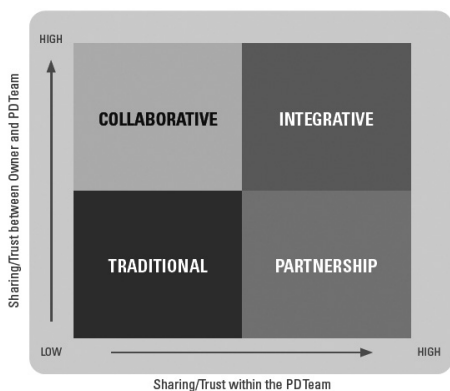 HIGH
Sharing/Trust between Owner and PDTeam
COLLABORATIVE
INTEGRATIVE
TRADITIONAL
PARTNERSHIP
LOW
HIGH
Sharing/Trust within the PDTeam